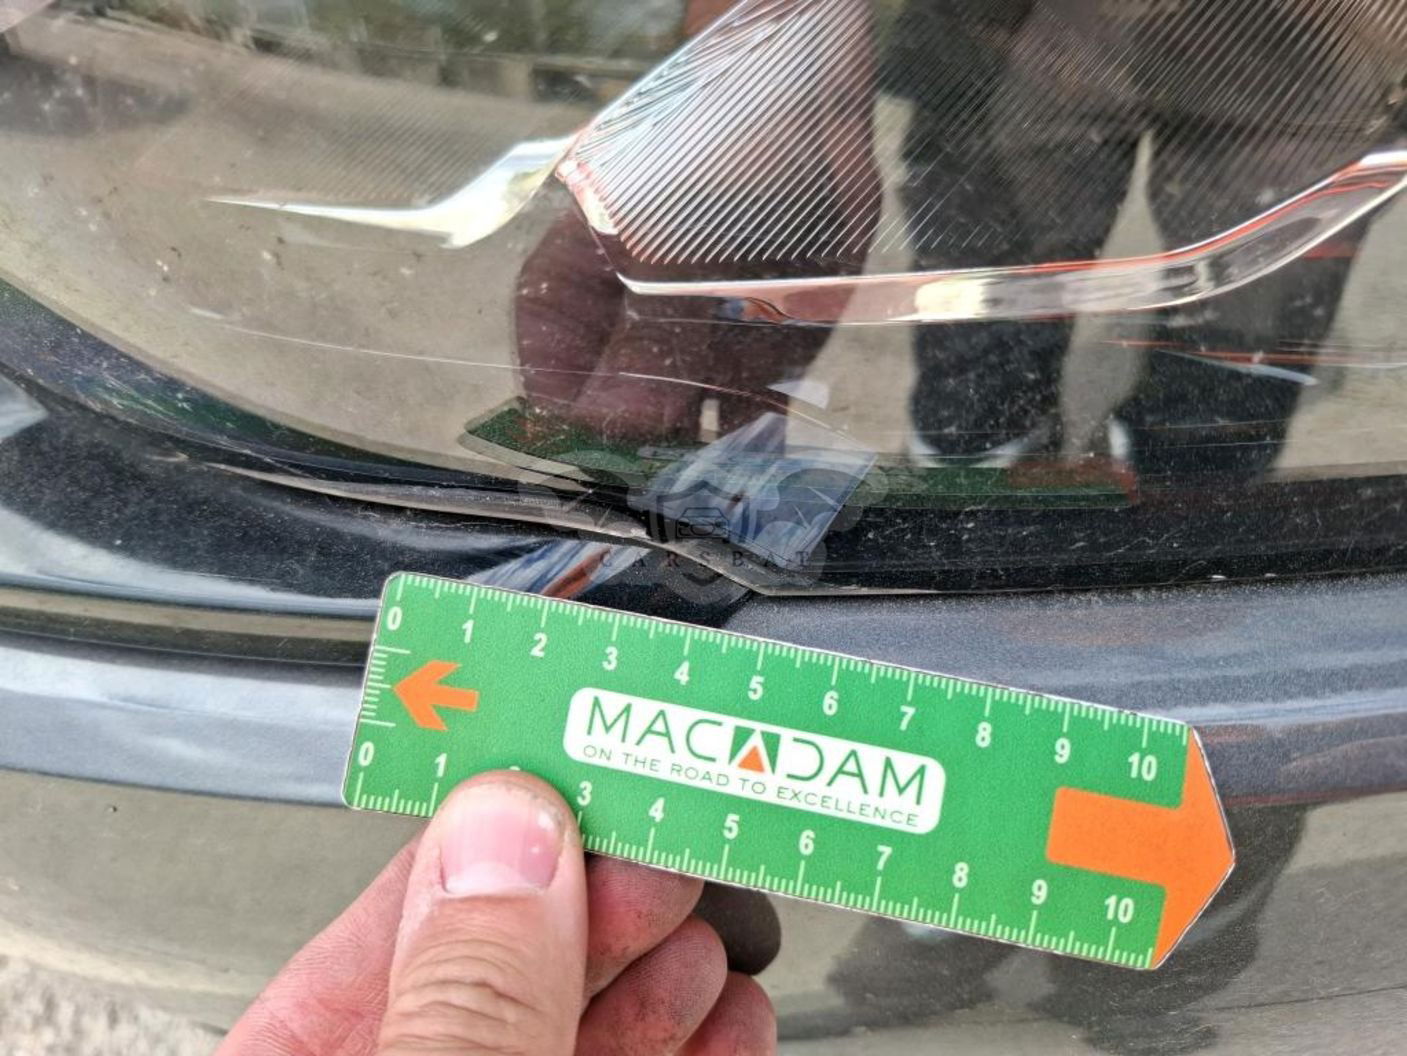 CARSBAT
0 1 2 3 4 5 6 7 8 9 10
MACADAM
ON THE ROAD TO EXCELLENCE
0 1 3 4 5 6 7 8 9 10